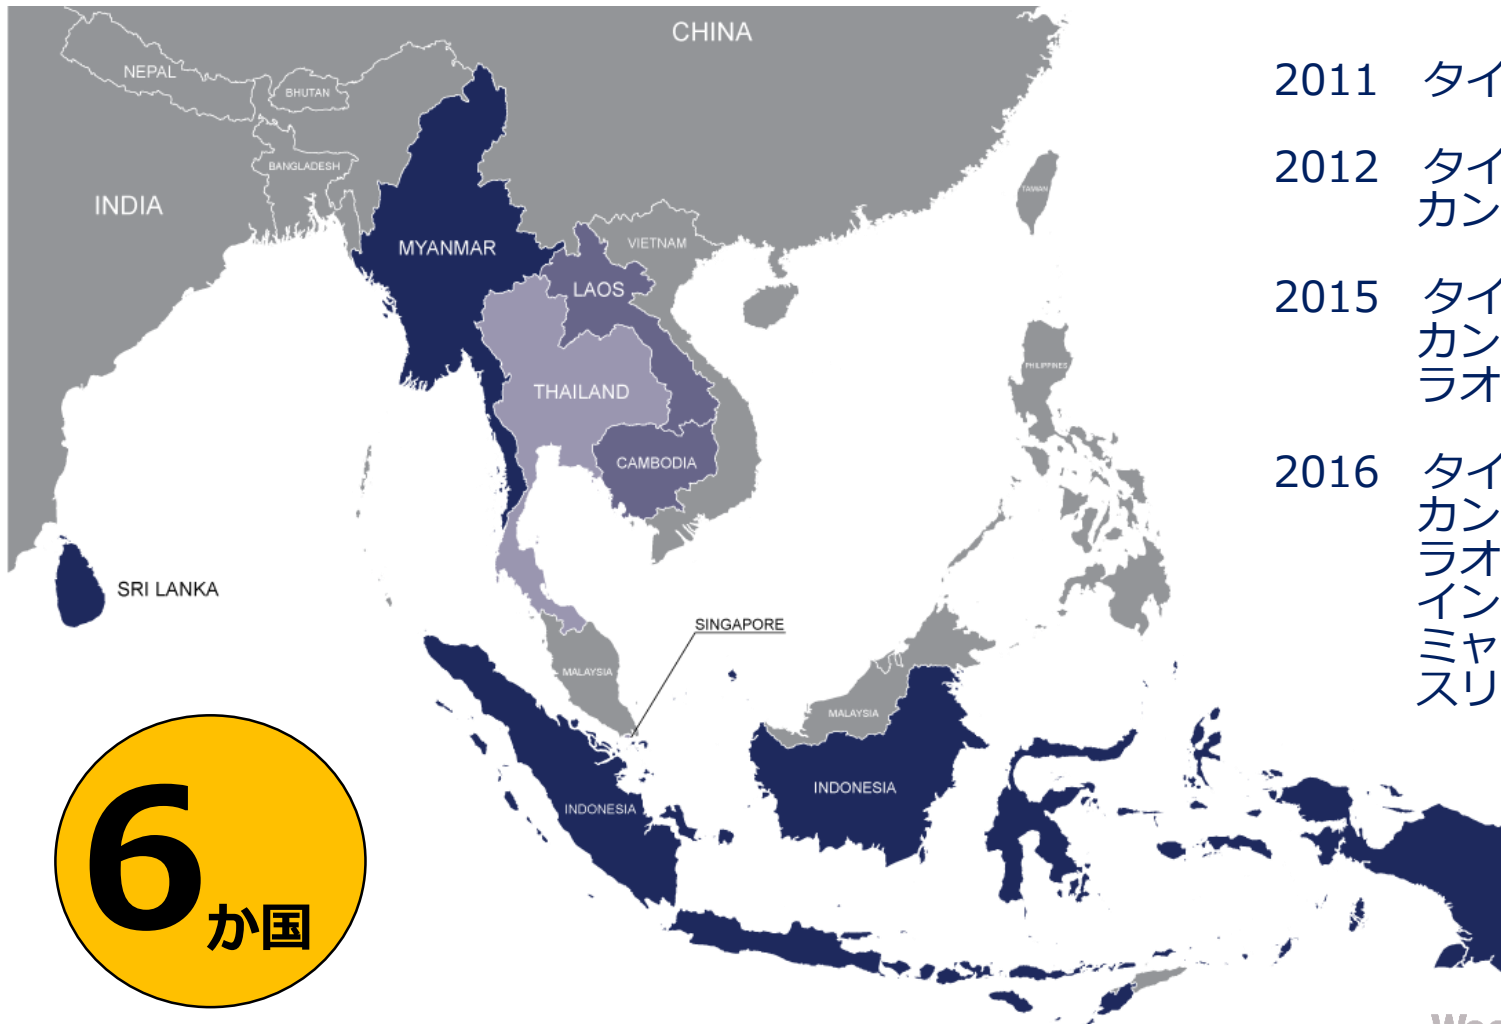 CHINA
NEPAL
BHUTAN
BANGLADESH
INDIA
MYANMAR
VIETNAM
LAOS
TAIWAN
THAILAND
PHILIPPINES
CAMBODIA
SRI LANKA
SINGAPORE
MALAYSIA
MALAYSIA
INDONESIA
INDONESIA
6か国
2011 タイ
2012 タイ
カン
2015 タイ
カン
ラオ
2016 タイ
カン
ラオ
イン
ミャ
スリ